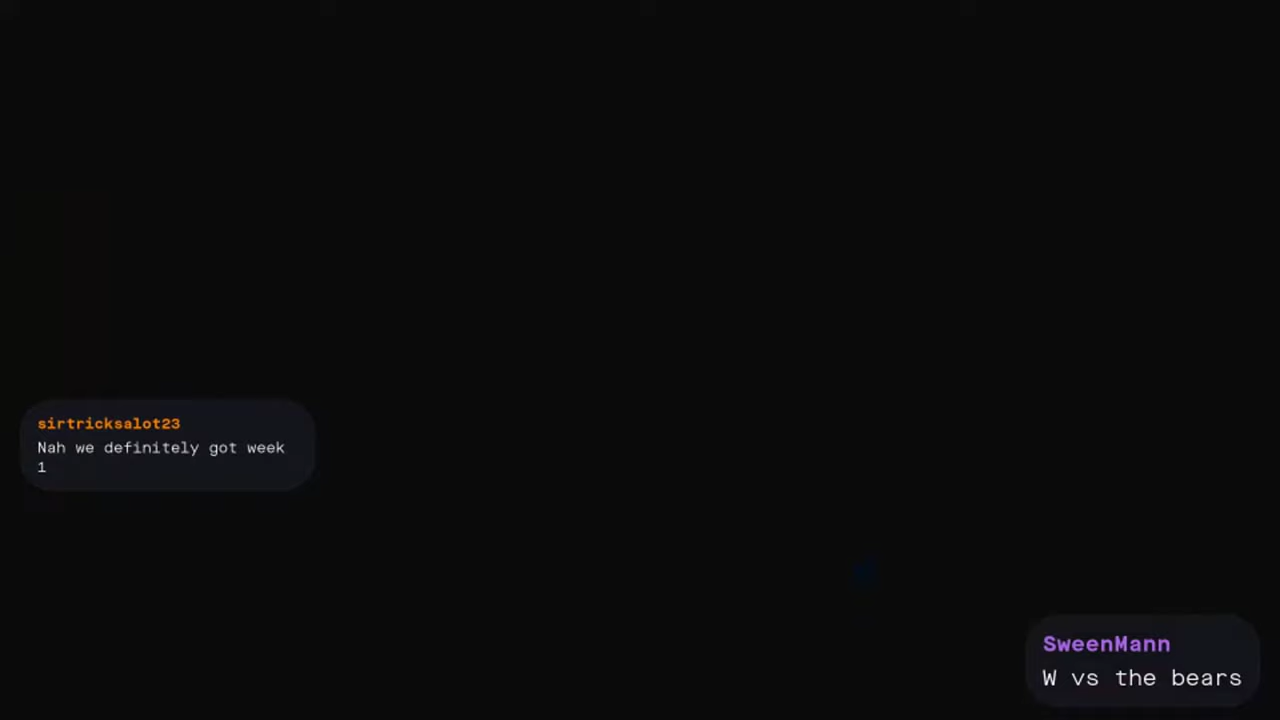 sirtricksalot23
Nah we definitely got week
1
SweenMann
W vs the bears